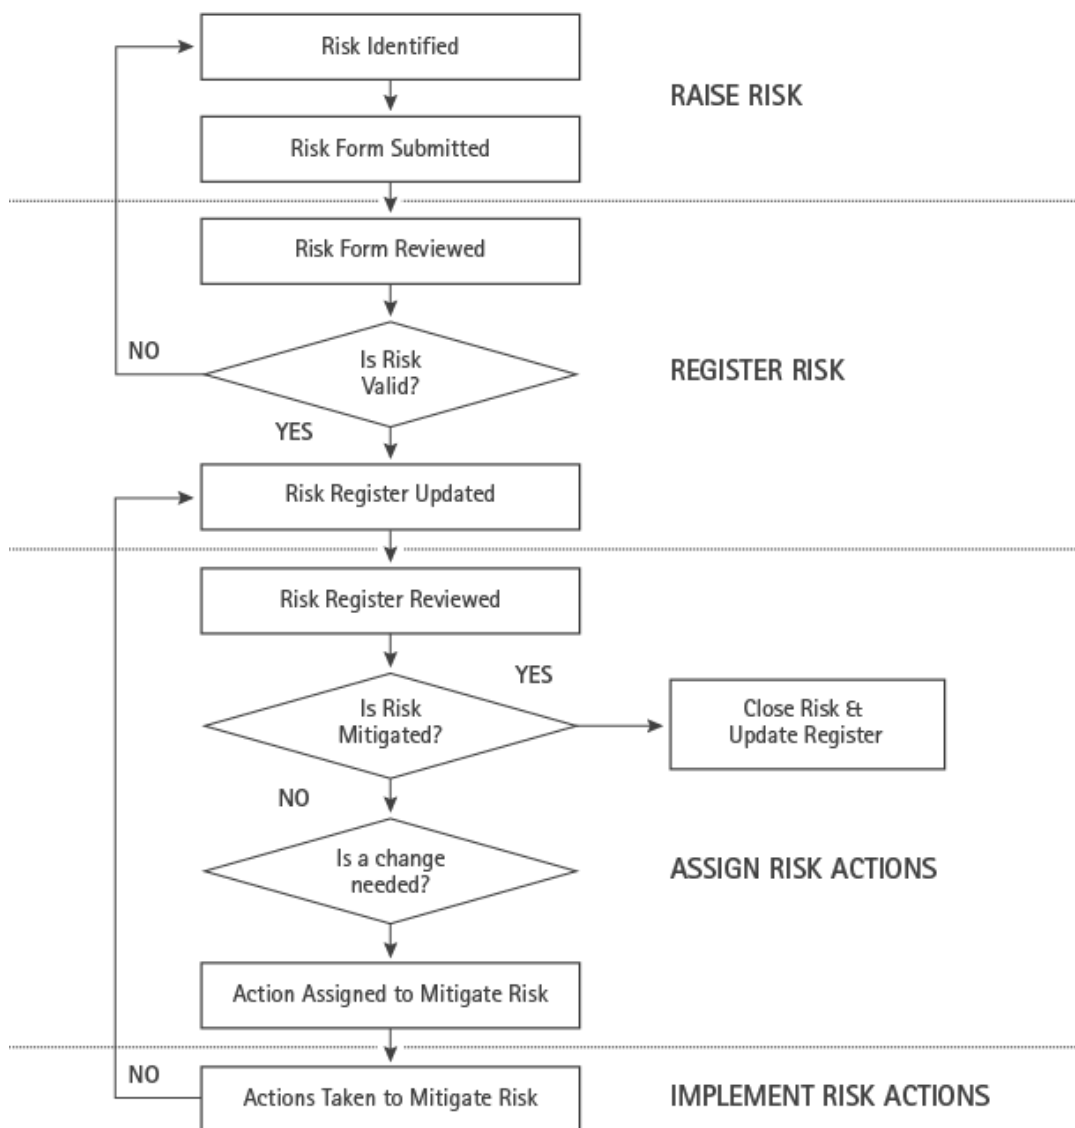 Risk Identified
RAISE RISK
Risk Form Submitted
Risk Form Reviewed
NO
Is Risk
Valid?
REGISTER RISK
YES
Risk Register Updated
Risk Register Reviewed
YES
Is Risk
Mitigated?
Close Risk &
Update Register
NO
Is a change
needed?
ASSIGN RISK ACTIONS
Action Assigned to Mitigate Risk
NO
Actions Taken to Mitigate Risk
IMPLEMENT RISK ACTIONS